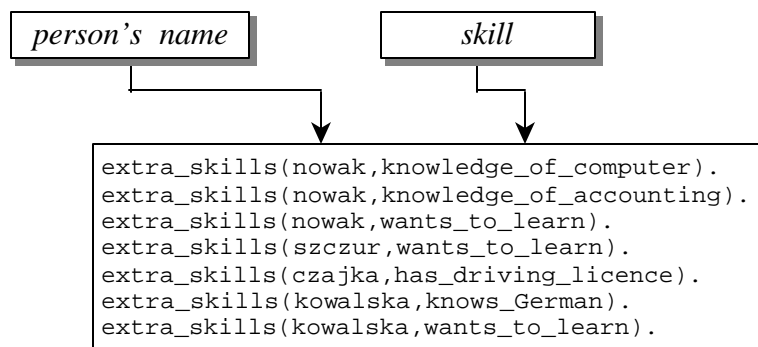 person's name
skill
extra_skills(nowak,knowledge_of_computer).
extra_skills(nowak,knowledge_of_accounting).
extra_skills(nowak,wants_to_learn).
extra_skills(szczur,wants_to_learn).
extra_skills(czajka,has_driving_licence).
extra_skills(kowalska,knows_German).
extra_skills(kowalska,wants_to_learn).